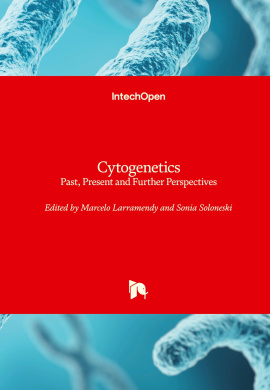 IntechOpen
Cytogenetics
Past, Present and Further Perspectives
Edited by Marcelo Larramendy and Sonia Soloneski